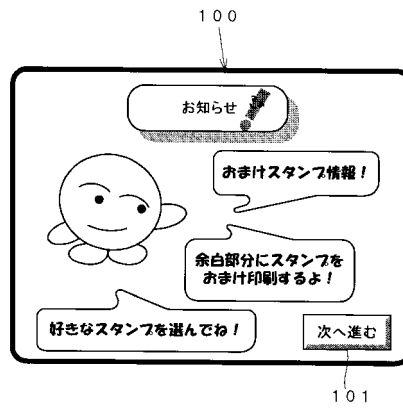 １００
お知らせ
おまけスタンプ情報！
余白部分にスタンプを
おまけ印刷するよ！
好きなスタンプを選んでね！
次へ進む
１０１